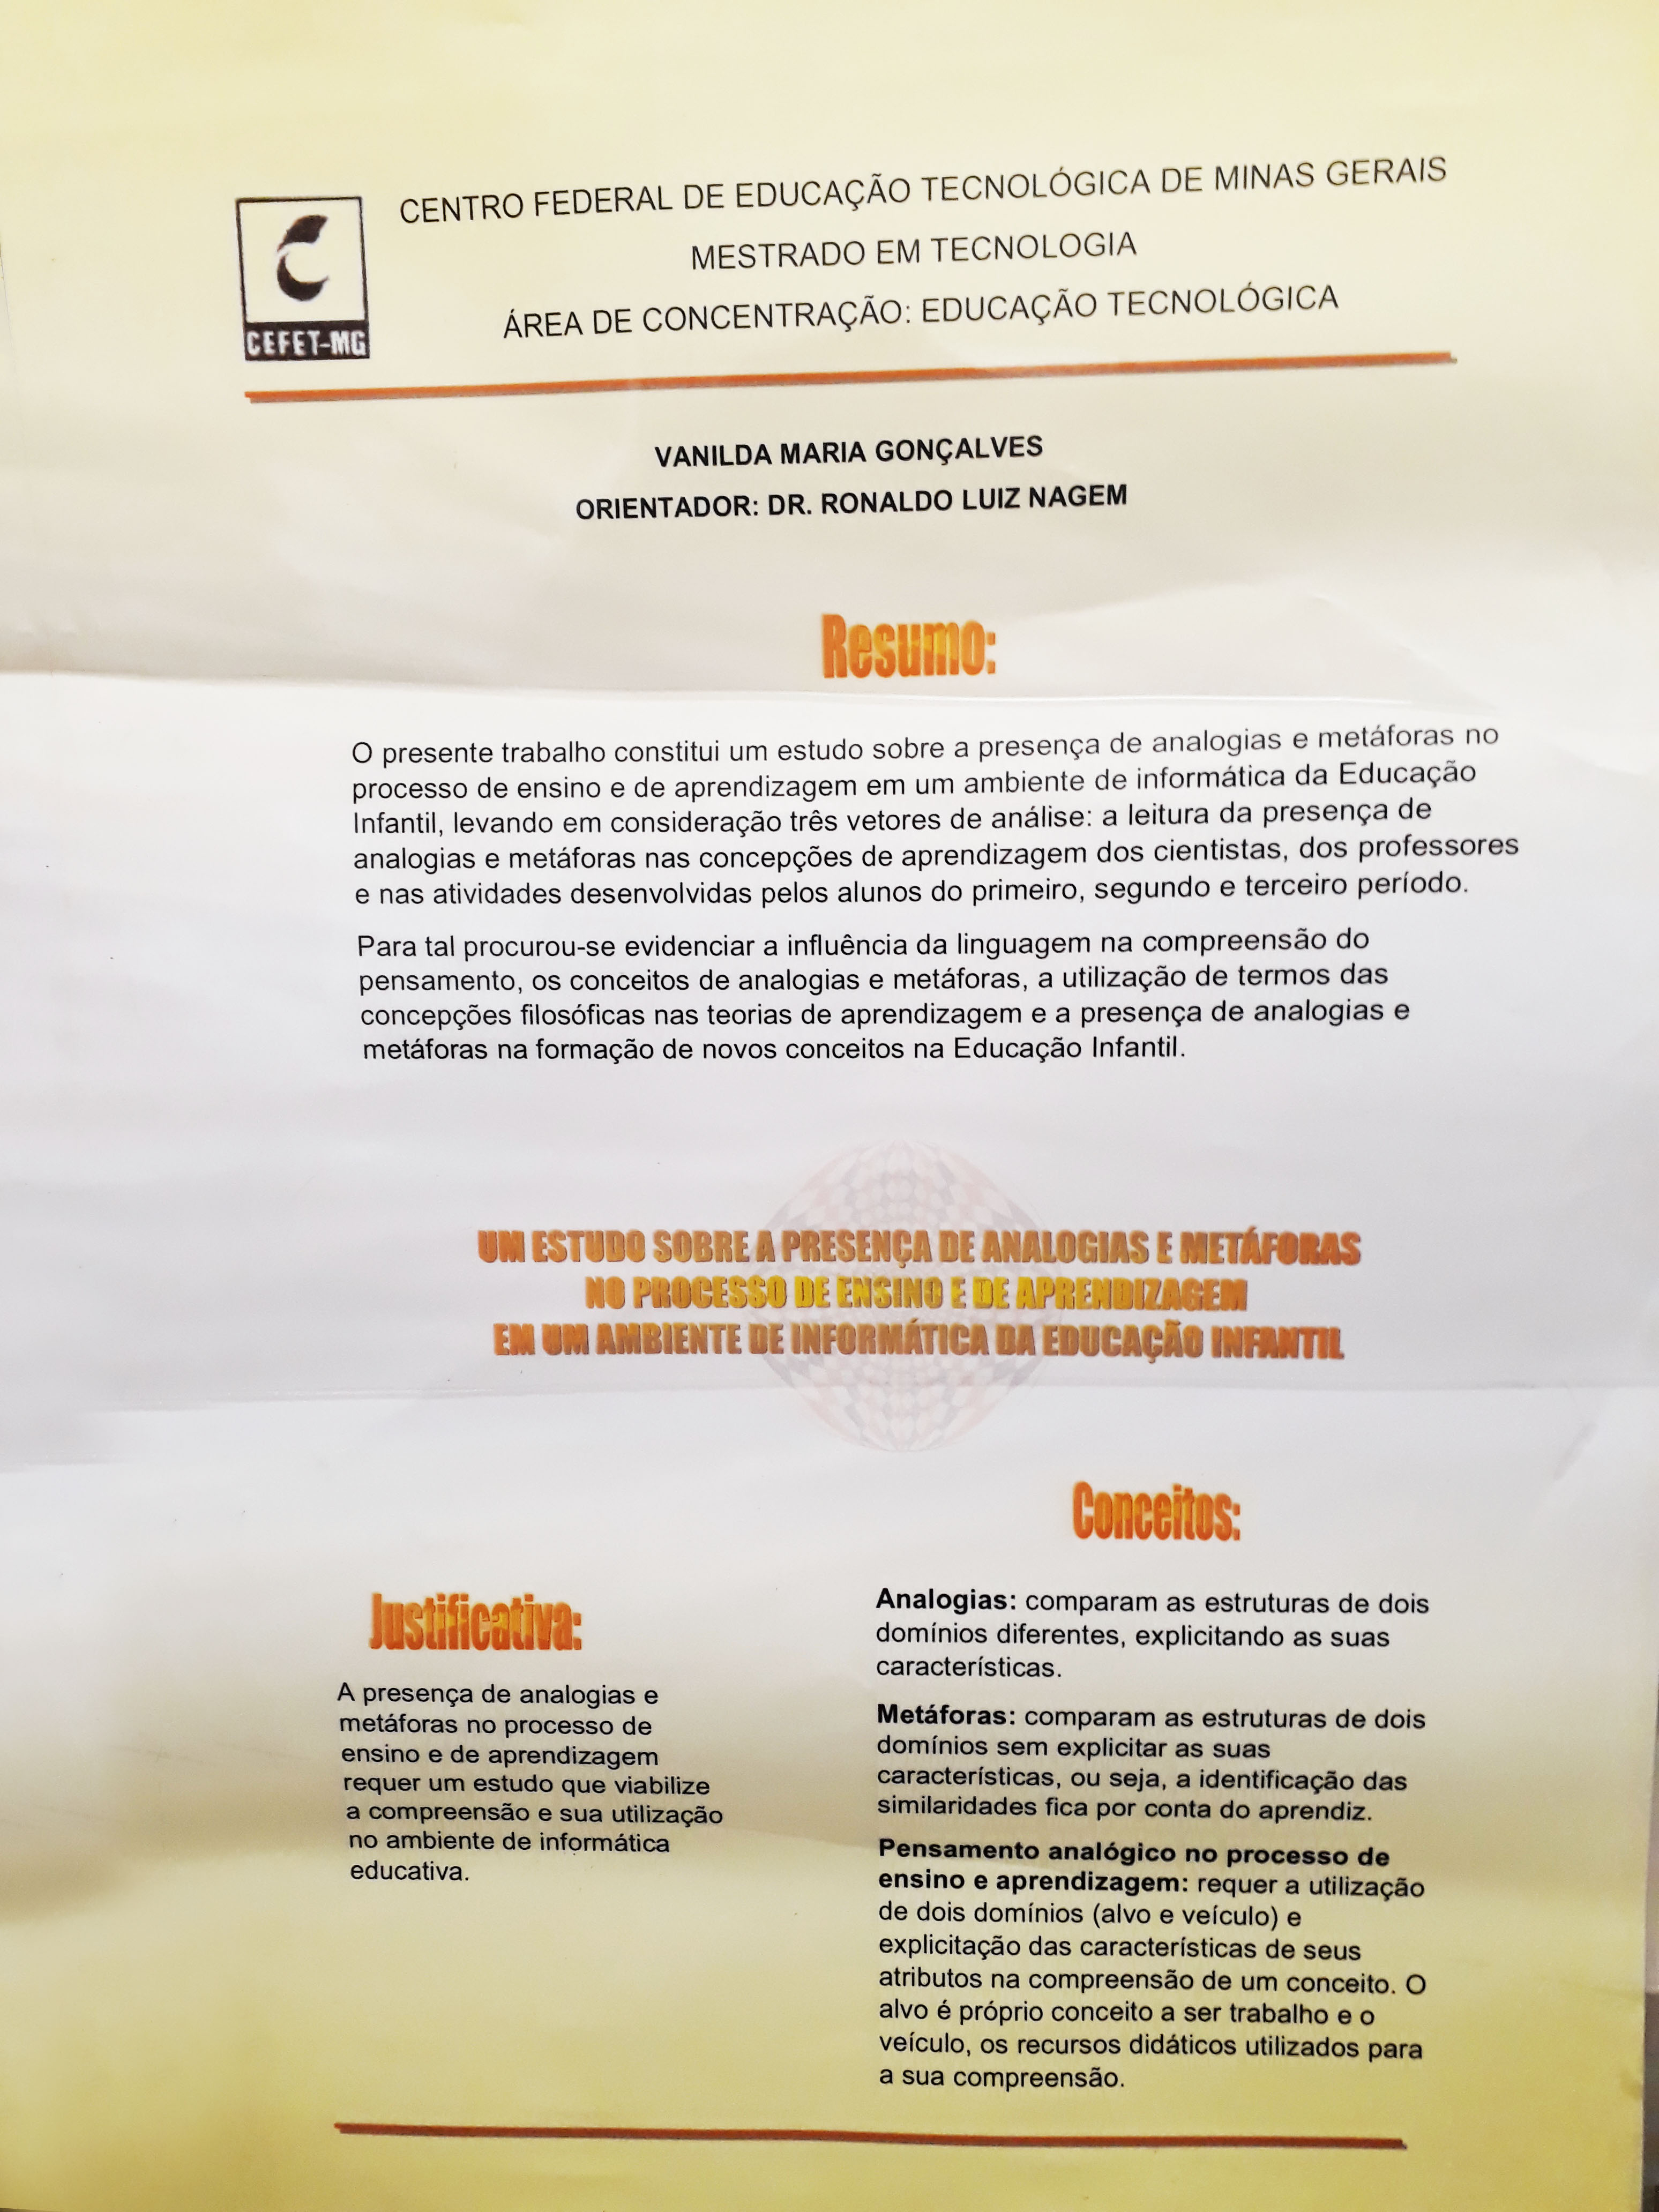 CENTRO FEDERAL DE EDUCAÇÃO TECNOLÓGICA DE MINAS GERAIS
MESTRADO EM TECNOLOGIA
ÁREA DE CONCENTRAÇÃO: EDUCAÇÃO TECNOLÓGICA
CEFET-MG
VANILDA MARIA GONÇALVES
ORIENTADOR: DR. RONALDO LUIZ NAGEM
Resumo:
O presente trabalho constitui um estudo sobre a presença de analogias e metáforas no
processo de ensino e de aprendizagem em um ambiente de informática da Educação
Infantil, levando em consideração três vetores de análise: a leitura da presença de
analogias e metáforas nas concepções de aprendizagem dos cientistas, dos professores
e nas atividades desenvolvidas pelos alunos do primeiro, segundo e terceiro período.
Para tal procurou-se evidenciar a influência da linguagem na compreensão do
pensamento, os conceitos de analogias e metáforas, a utilização de termos das
concepções filosóficas nas teorias de aprendizagem e a presença de analogias e
metáforas na formação de novos conceitos na Educação Infantil.
UM ESTUDO SOBRE A PRESENÇA DE ANALOGIAS E METÁFORAS
NO PROCESSO DE ENSINO E DE APRENDIZAGEM
EM UM AMBIENTE DE INFORMÁTICA DA EDUCAÇÃO INFANTIL
Justificativa:
A presença de analogias e
metáforas no processo de
ensino e de aprendizagem
requer um estudo que viabilize
a compreensão e sua utilização
no ambiente de informática
educativa.
Conceitos:
Analogias: comparam as estruturas de dois
domínios diferentes, explicitando as suas
características.
Metáforas: comparam as estruturas de dois
domínios sem explicitar as suas
características, ou seja, a identificação das
similaridades fica por conta do aprendiz.
Pensamento analógico no processo de
ensino e aprendizagem: requer a utilização
de dois domínios (alvo e veículo) e
explicitação das características de seus
atributos na compreensão de um conceito. O
alvo é próprio conceito a ser trabalho e o
veículo, os recursos didáticos utilizados para
a sua compreensão.